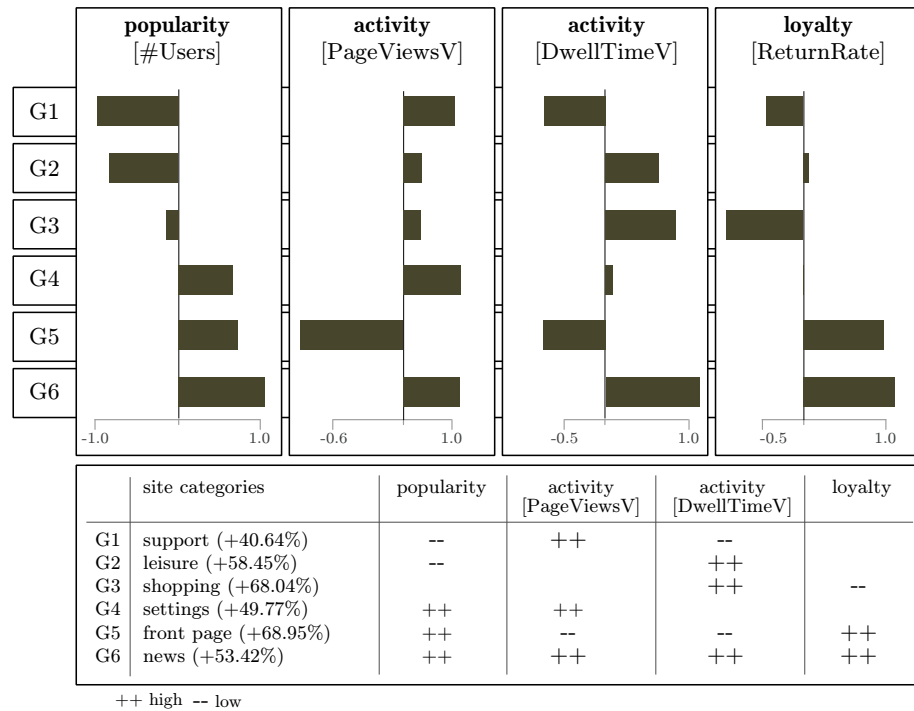 popularity activity activity loyalty
[#Users] [PageViewsV] [DwellTimeV] [ReturnRate]
G1
G2
G3
G4
G5
G6
-1.0 1.0 -0.6 1.0 -0.5 1.0 -0.5 1.0
site categories popularity activity activity loyalty
[PageViewsV] [DwellTimeV]
G1 support (+40.64%) -- ++ --
G2 leisure (+58.45%) -- ++
G3 shopping (+68.04%) ++ --
G4 settings (+49.77%) ++ ++
G5 front page (+68.95%) ++ -- -- ++
G6 news (+53.42%) ++ ++ ++ ++
++ high -- low